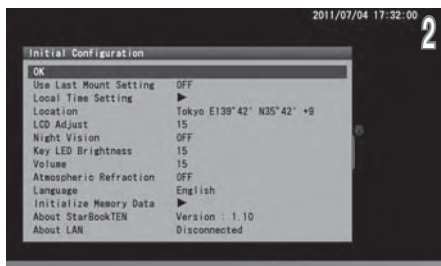 2011/07/04 17:32:00
2
Initial Configuration
OK
Use Last Mount Setting OFF
Local Time Setting ▶
Location Tokyo E139°42' N35°42' +9
LCD Adjust 15
Night Vision OFF
Key LED Brightness 15
Volume 15
Atmospheric Refraction OFF
Language English
Initialize Memory Data ▶
About StarBookTEN Version : 1.10
About LAN Disconnected